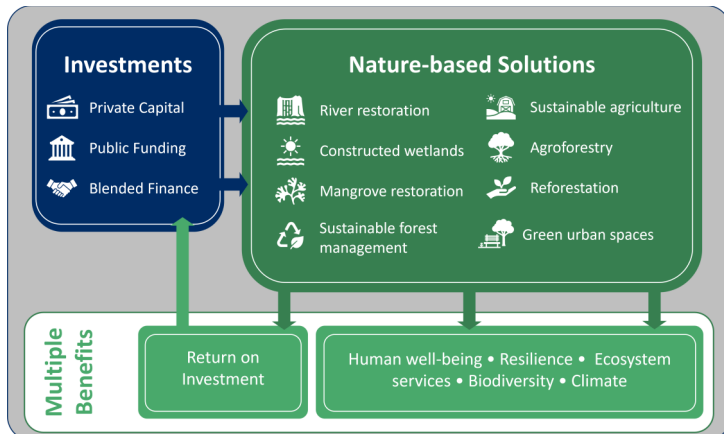 Investments
Private Capital
Public Funding
Blended Finance
Nature-based Solutions
River restoration
Constructed wetlands
Mangrove restoration
Sustainable forest
management
Sustainable agriculture
Agroforestry
Reforestation
Green urban spaces
Multiple
Benefits
Return on
Investment
Human well-being • Resilience • Ecosystem
services • Biodiversity • Climate